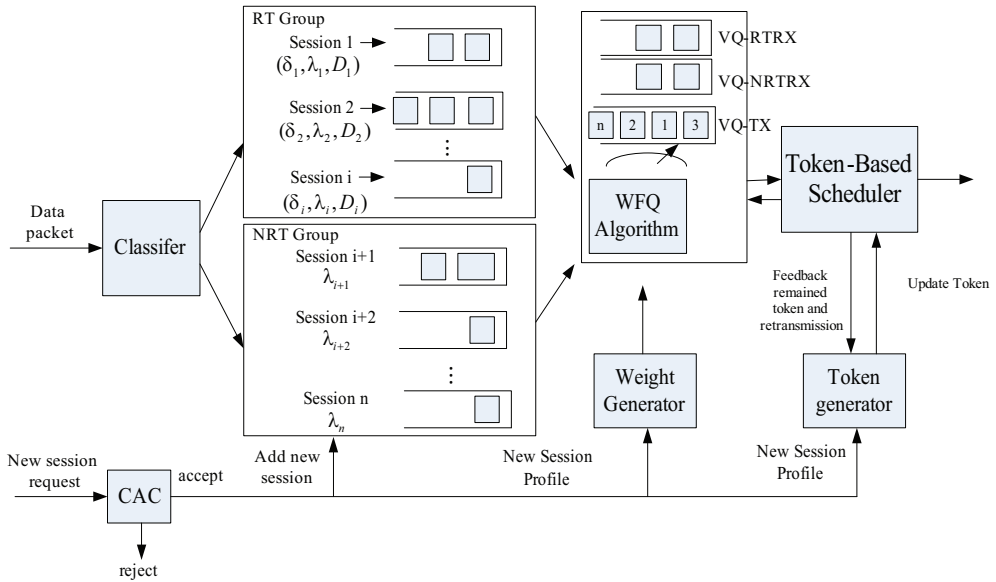 RT Group
Session 1
(δ₁,λ₁,D₁)
Session 2
(δ₂,λ₂,D₂)
⋮
Session i
(δᵢ,λᵢ,Dᵢ)
VQ-RTRX
VQ-NRTRX
VQ-TX
n 2 1 3
WFQ
Algorithm
Token-Based
Scheduler
Data
packet
Classifer
NRT Group
Session i+1
λᵢ₊₁
Session i+2
λᵢ₊₂
⋮
Session n
λₙ
Feedback
remained
token and
retransmission
Update Token
Weight
Generator
Token
generator
New session
request
CAC
accept
reject
Add new
session
New Session
Profile
New Session
Profile